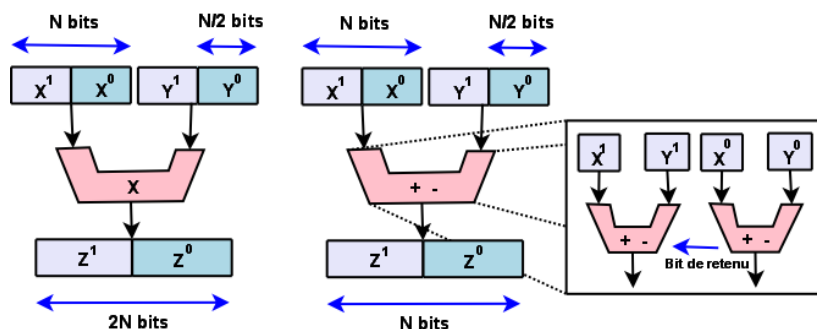 N bits
N/2 bits
X¹ X⁰ Y¹ Y⁰
X
Z¹ Z⁰
2N bits
N bits
N/2 bits
X¹ X⁰ Y¹ Y⁰
+ -
Z¹ Z⁰
N bits
X¹ Y¹ X⁰ Y⁰
+ - + -
Bit de retenu